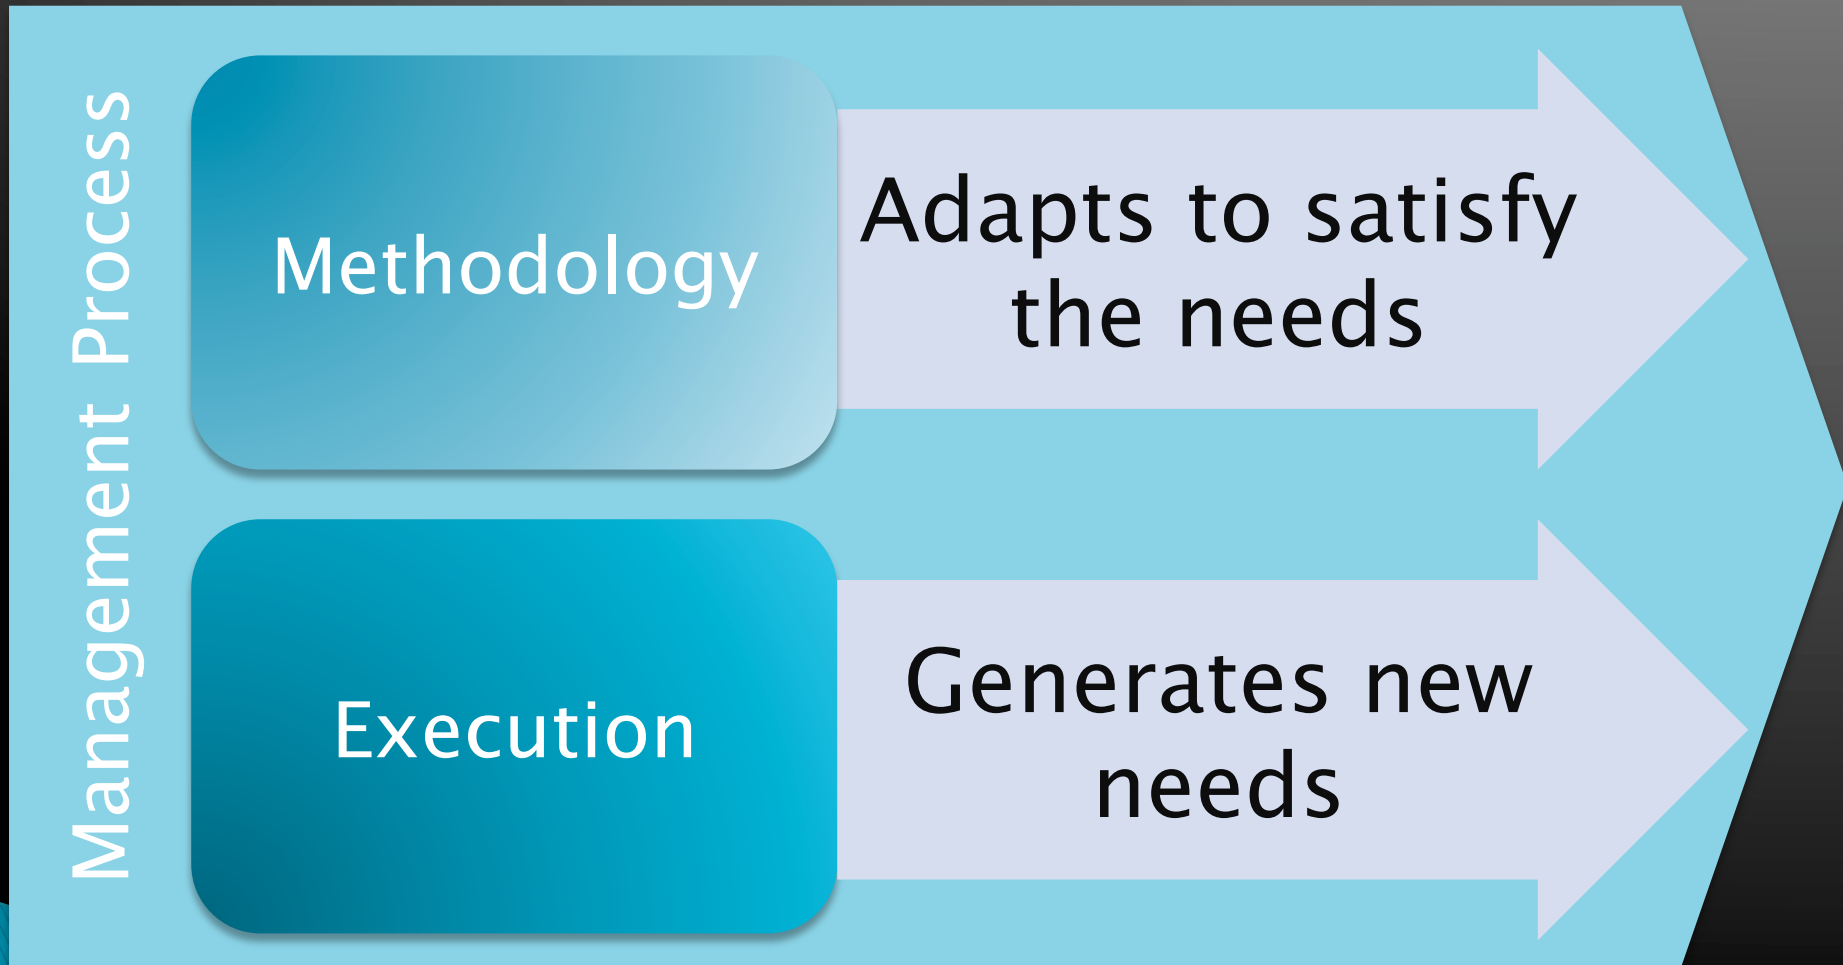 Management Process
Methodology
Adapts to satisfy
the needs
Execution
Generates new
needs